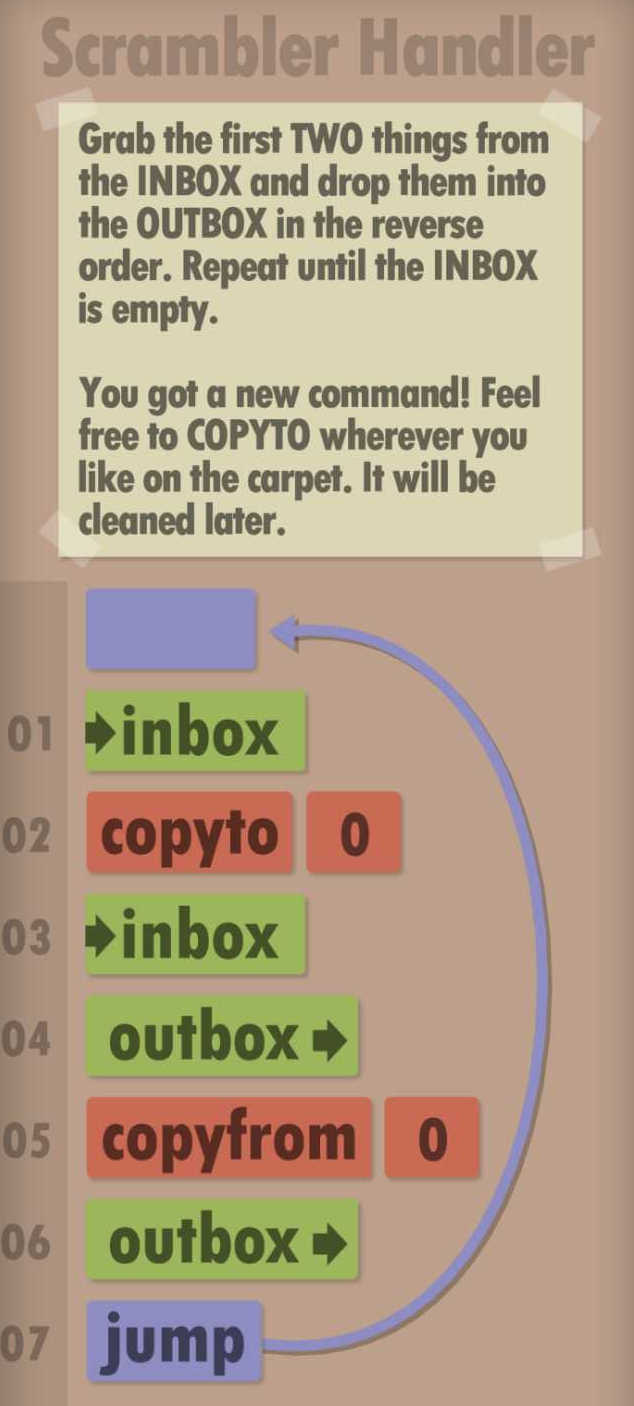 Scrambler Handler
Grab the first TWO things from
the INBOX and drop them into
the OUTBOX in the reverse
order. Repeat until the INBOX
is empty.
You got a new command! Feel
free to COPYTO wherever you
like on the carpet. It will be
cleaned later.
01 inbox
02 copyto 0
03 inbox
04 outbox
05 copyfrom 0
06 outbox
07 jump